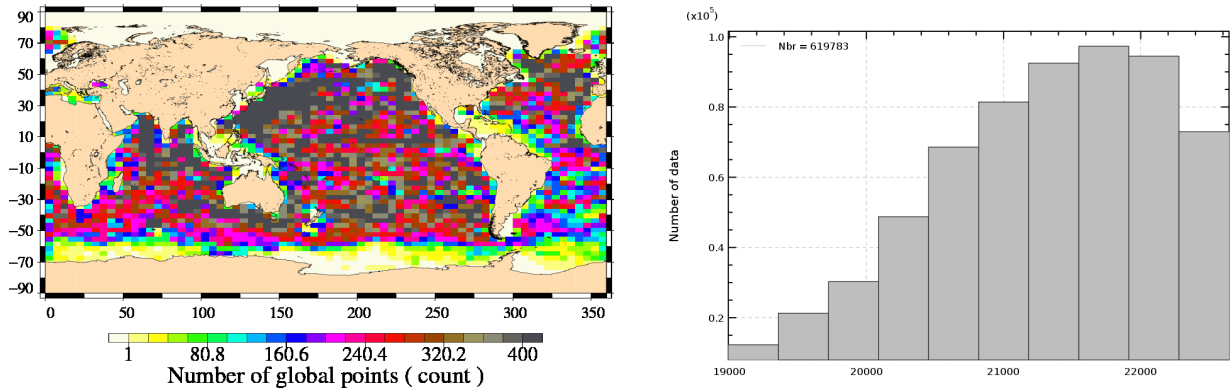 90
70
50
30
10
−10
−30
−50
−70
−90
0 50 100 150 200 250 300 350
1 80.8 160.6 240.4 320.2 400
Number of global points ( count )
(x10⁵)
Nbr = 619783
1.0
0.8
0.6
0.4
0.2
Number of data
19000 20000 21000 22000